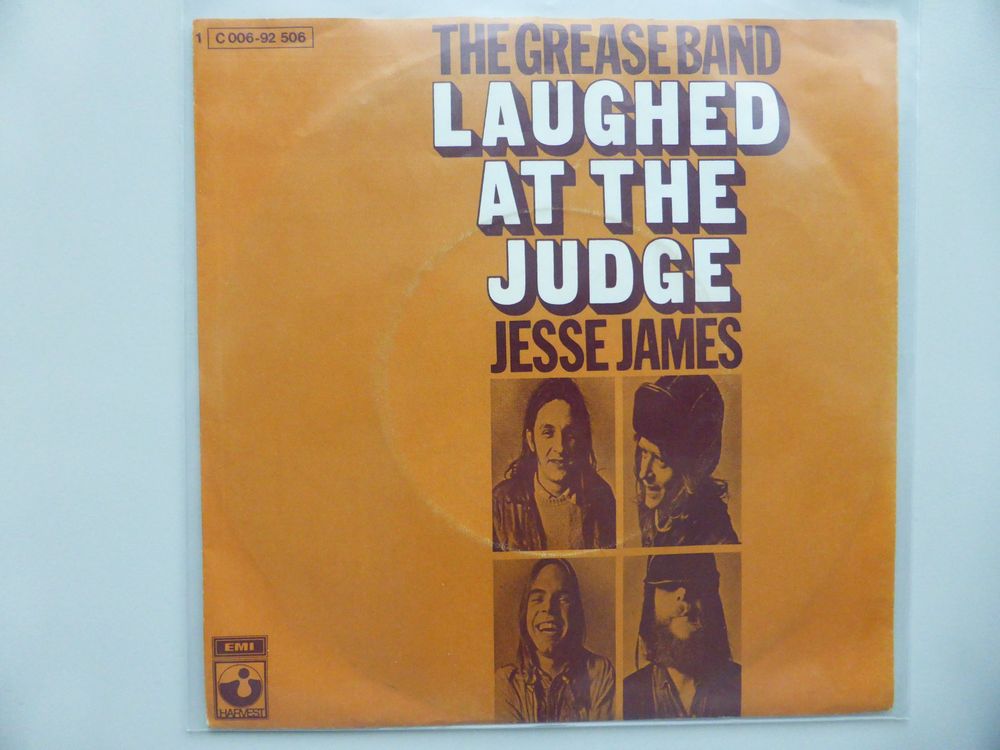 1 C 006-92 506
THE GREASE BAND
LAUGHED
AT THE
JUDGE
JESSE JAMES
EMI
HARVEST